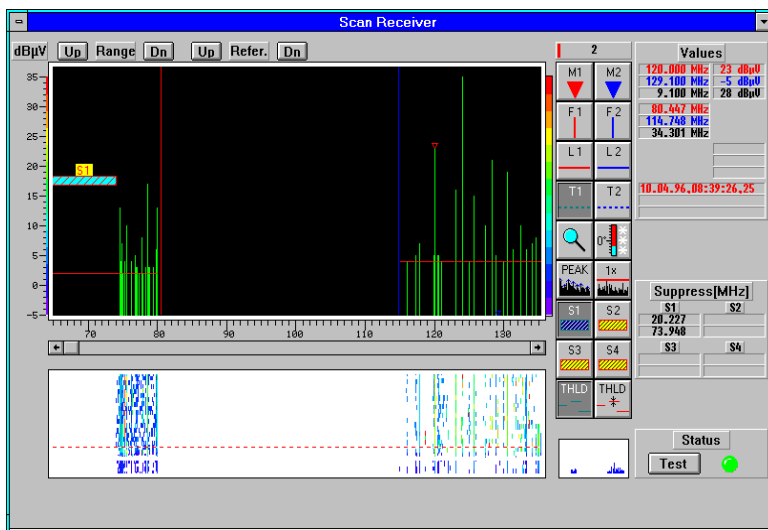 Scan Receiver
dBµV Up Range Dn Up Refer. Dn 2 Values
120.000 MHz 23 dBµV
129.100 MHz -5 dBµV
9.100 MHz 28 dBµV
80.447 MHz
114.748 MHz
34.301 MHz
10.04.96,08:39:26,25
35
30
25
20
15
10
5
0
-5
S1
70 80 90 100 110 120 130
M1 M2
F1 F2
L1 L2
T1 T2
0°
PEAK 1x
S1 S2
S3 S4
THLD THLD
Suppress[MHz]
S1 S2
20.227
73.948
S3 S4
Status
Test